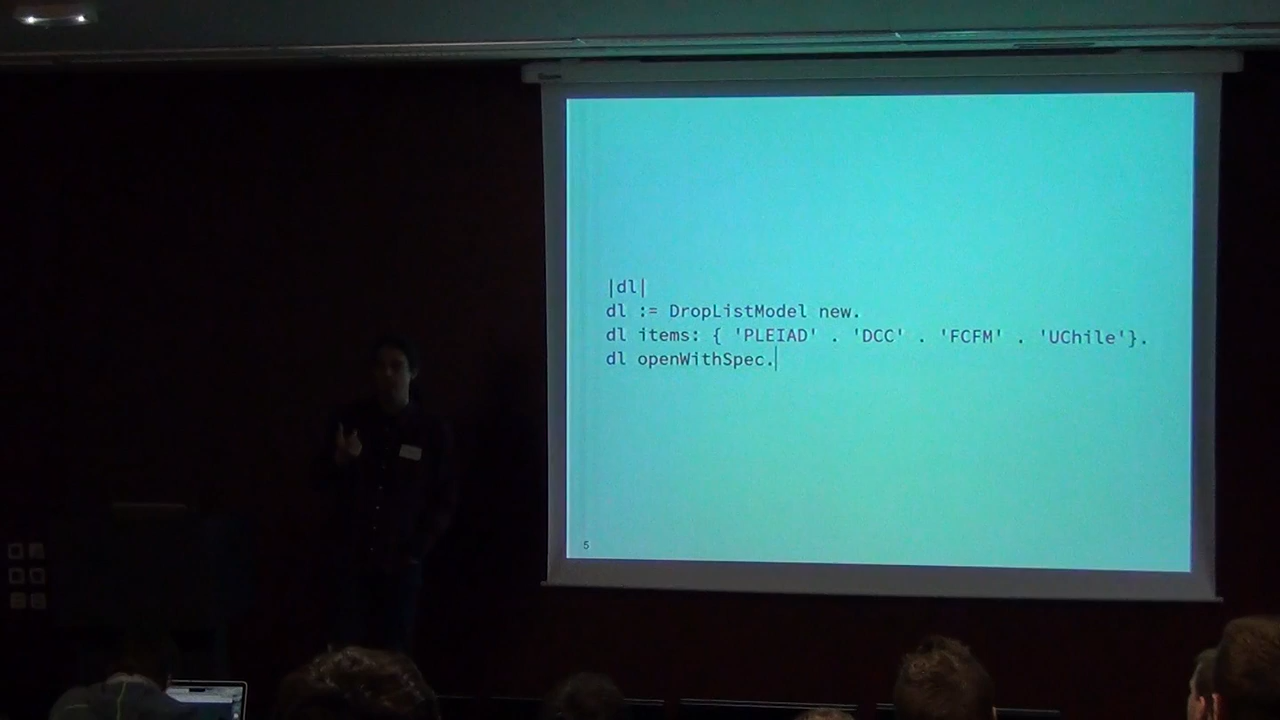 |dl|
dl := DropListModel new.
dl items: { 'PLEIAD' . 'DCC' . 'FCFM' . 'UChile'}.
dl openWithSpec.
5